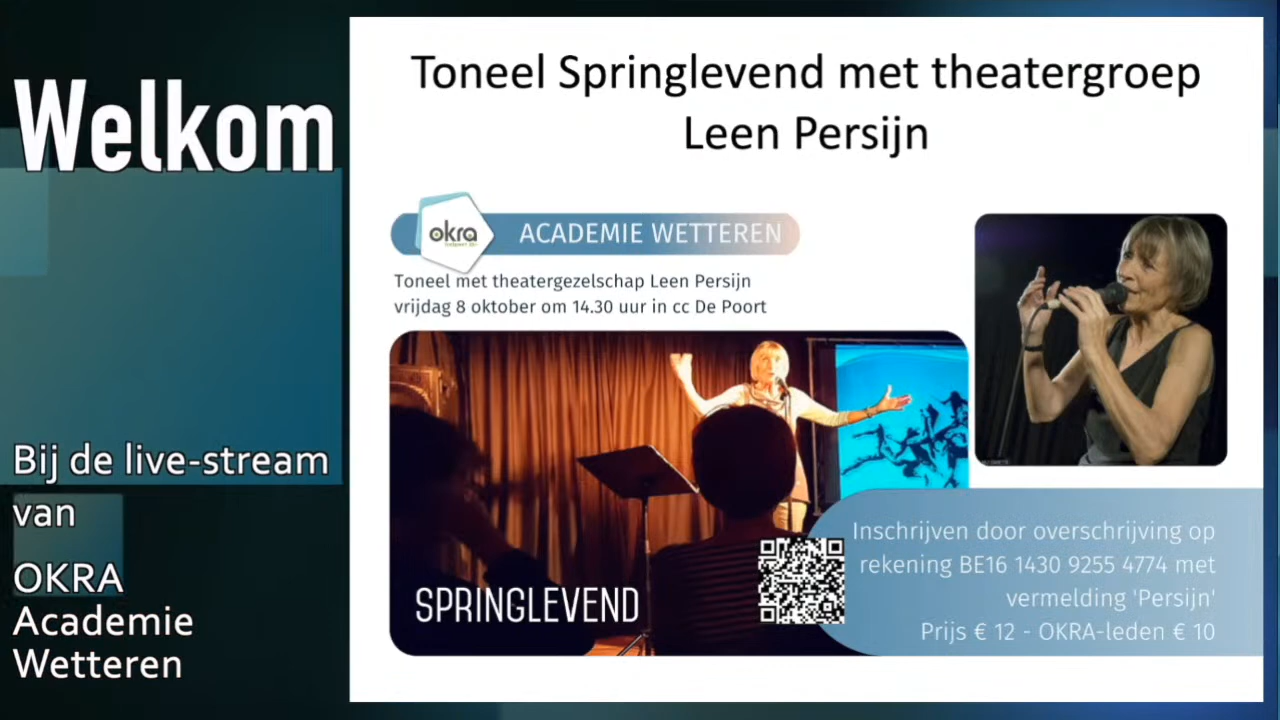 Welkom
Bij de live-stream
van
OKRA
Academie
Wetteren
Toneel Springlevend met theatergroep
Leen Persijn
okra
ACADEMIE WETTEREN
Toneel met theatergezelschap Leen Persijn
vrijdag 8 oktober om 14.30 uur in cc De Poort
SPRINGLEVEND
Inschrijven door overschrijving op
rekening BE16 1430 9255 4774 met
vermelding 'Persijn'
Prijs € 12 - OKRA-leden € 10